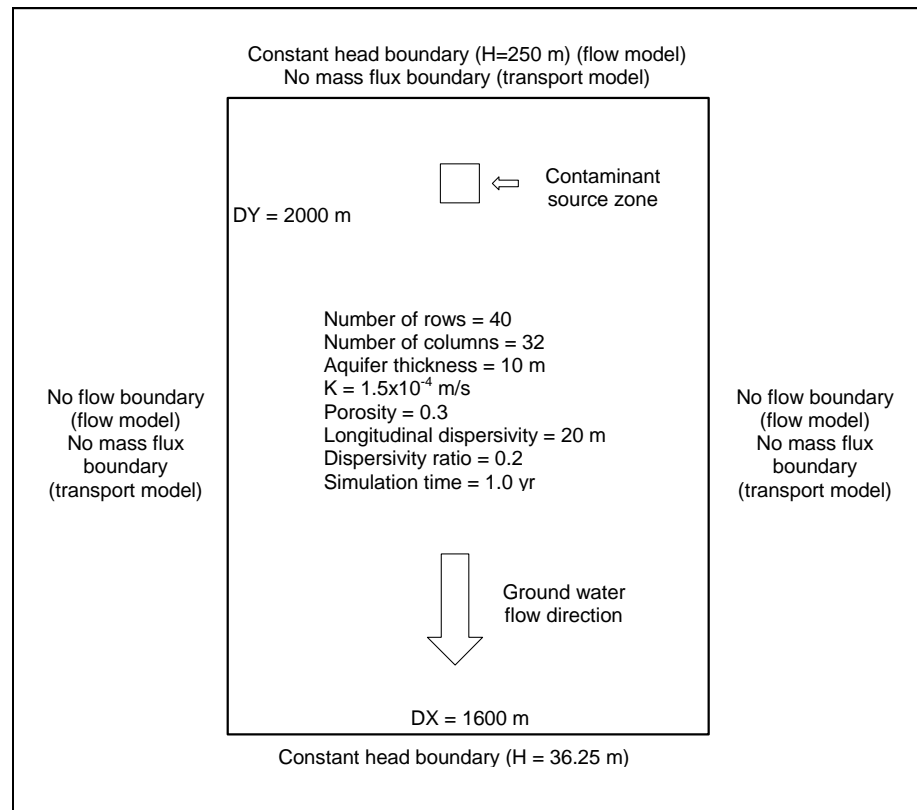 Constant head boundary (H=250 m) (flow model)
No mass flux boundary (transport model)
Contaminant
source zone
DY = 2000 m
Number of rows = 40
Number of columns = 32
Aquifer thickness = 10 m
K = 1.5x10⁻⁴ m/s
Porosity = 0.3
Longitudinal dispersivity = 20 m
Dispersivity ratio = 0.2
Simulation time = 1.0 yr
No flow boundary
(flow model)
No mass flux
boundary
(transport model)
No flow boundary
(flow model)
No mass flux
boundary
(transport model)
Ground water
flow direction
DX = 1600 m
Constant head boundary (H = 36.25 m)